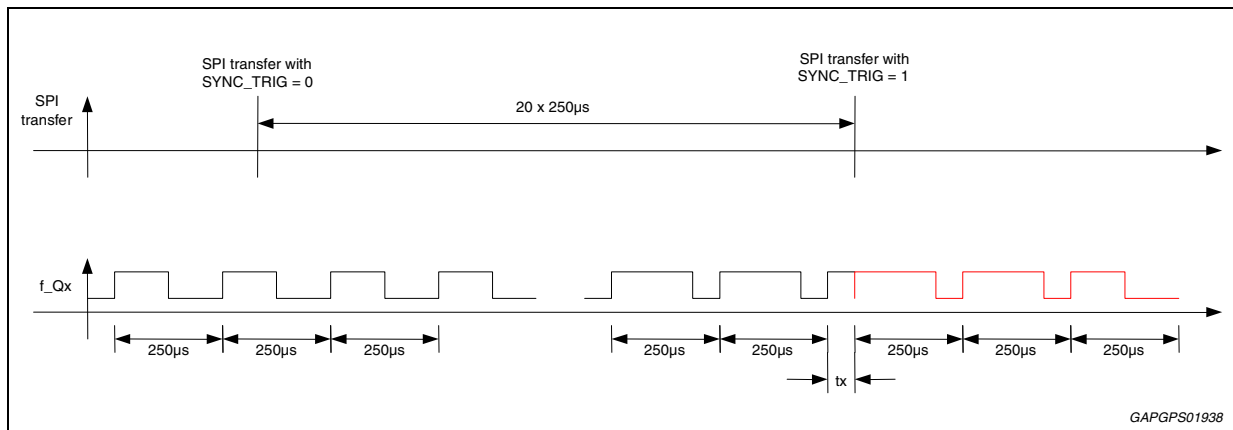 SPI transfer with
SYNC_TRIG = 0
SPI transfer with
SYNC_TRIG = 1
SPI
transfer
20 x 250µs
f_Qx
250µs
250µs
250µs
250µs
250µs
250µs
250µs
250µs
tx
GAPGPS01938